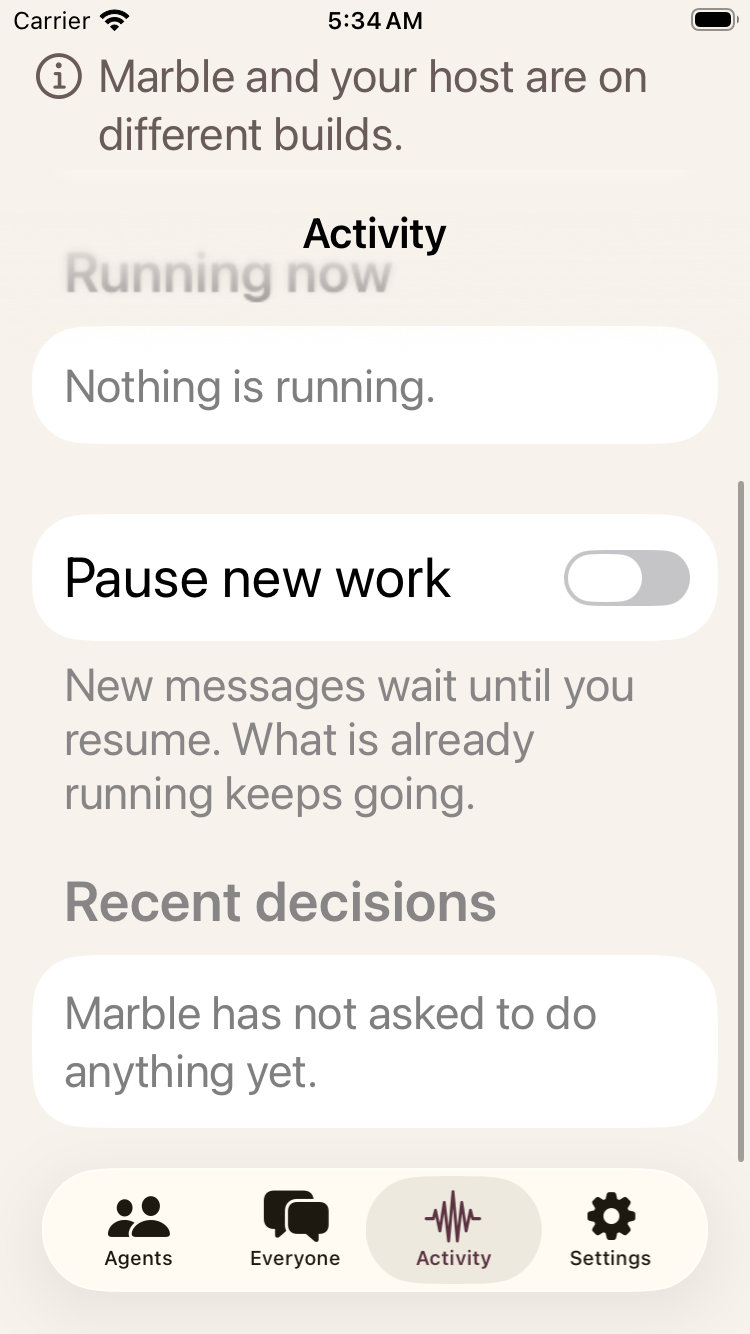 Carrier 5:34 AM
Marble and your host are on
different builds.
Activity
Running now
Nothing is running.
Pause new work
New messages wait until you
resume. What is already
running keeps going.
Recent decisions
Marble has not asked to do
anything yet.
Agents Everyone Activity Settings